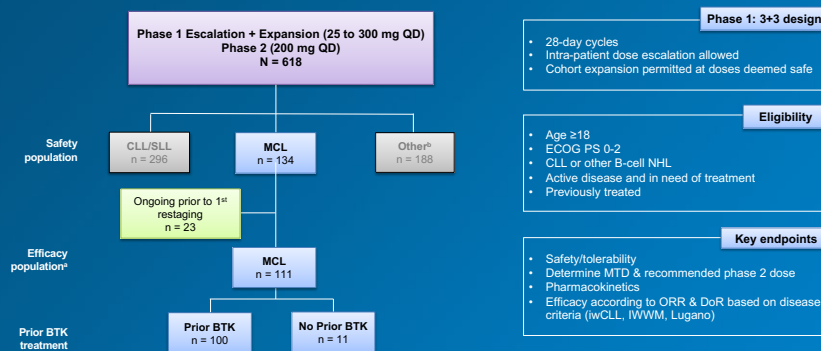 Phase 1 Escalation + Expansion (25 to 300 mg QD)
Phase 2 (200 mg QD)
N = 618
Safety
population
CLL/SLL
n = 296
MCL
n = 134
Otherᵇ
n = 188
Ongoing prior to 1st
restaging
n = 23
Efficacy
populationᵃ
MCL
n = 111
Prior BTK
treatment
Prior BTK
n = 100
No Prior BTK
n = 11
Phase 1: 3+3 design
• 28-day cycles
• Intra-patient dose escalation allowed
• Cohort expansion permitted at doses deemed safe
Eligibility
• Age ≥18
• ECOG PS 0-2
• CLL or other B-cell NHL
• Active disease and in need of treatment
• Previously treated
Key endpoints
• Safety/tolerability
• Determine MTD & recommended phase 2 dose
• Pharmacokinetics
• Efficacy according to ORR & DoR based on disease
criteria (iwCLL, IWWM, Lugano)